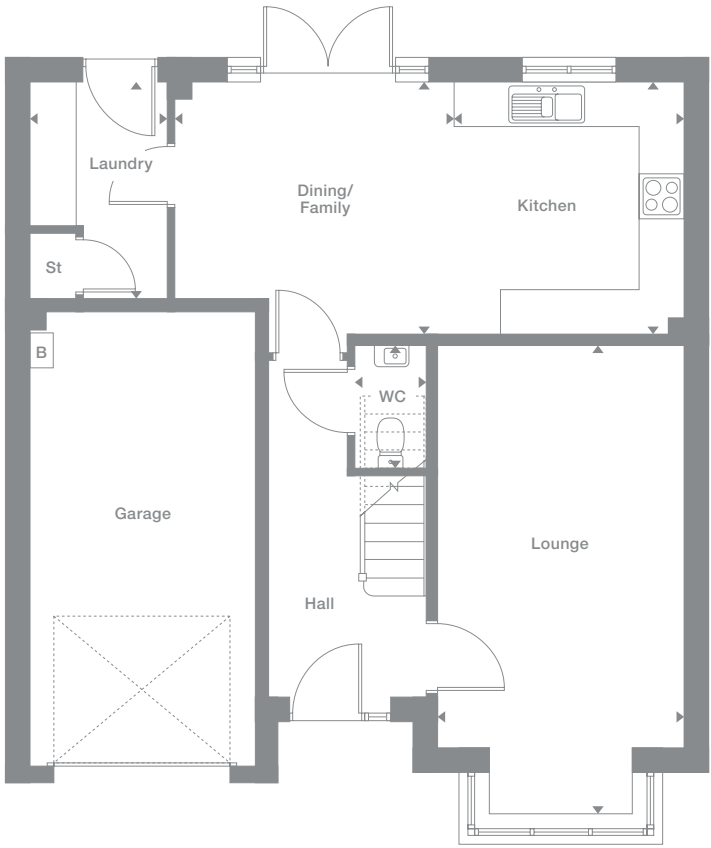 Laundry
Dining/
Family
Kitchen
St
B
WC
Garage
Lounge
Hall